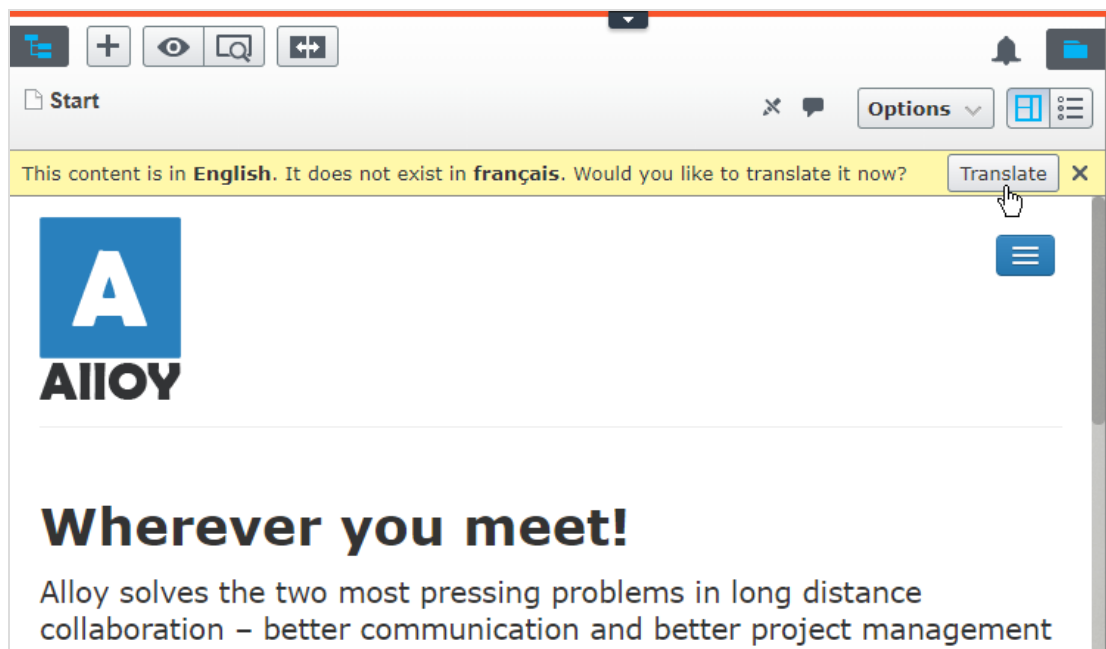 Start
Options
This content is in English. It does not exist in français. Would you like to translate it now? Translate
A
AllOY
Wherever you meet!
Alloy solves the two most pressing problems in long distance
collaboration – better communication and better project management